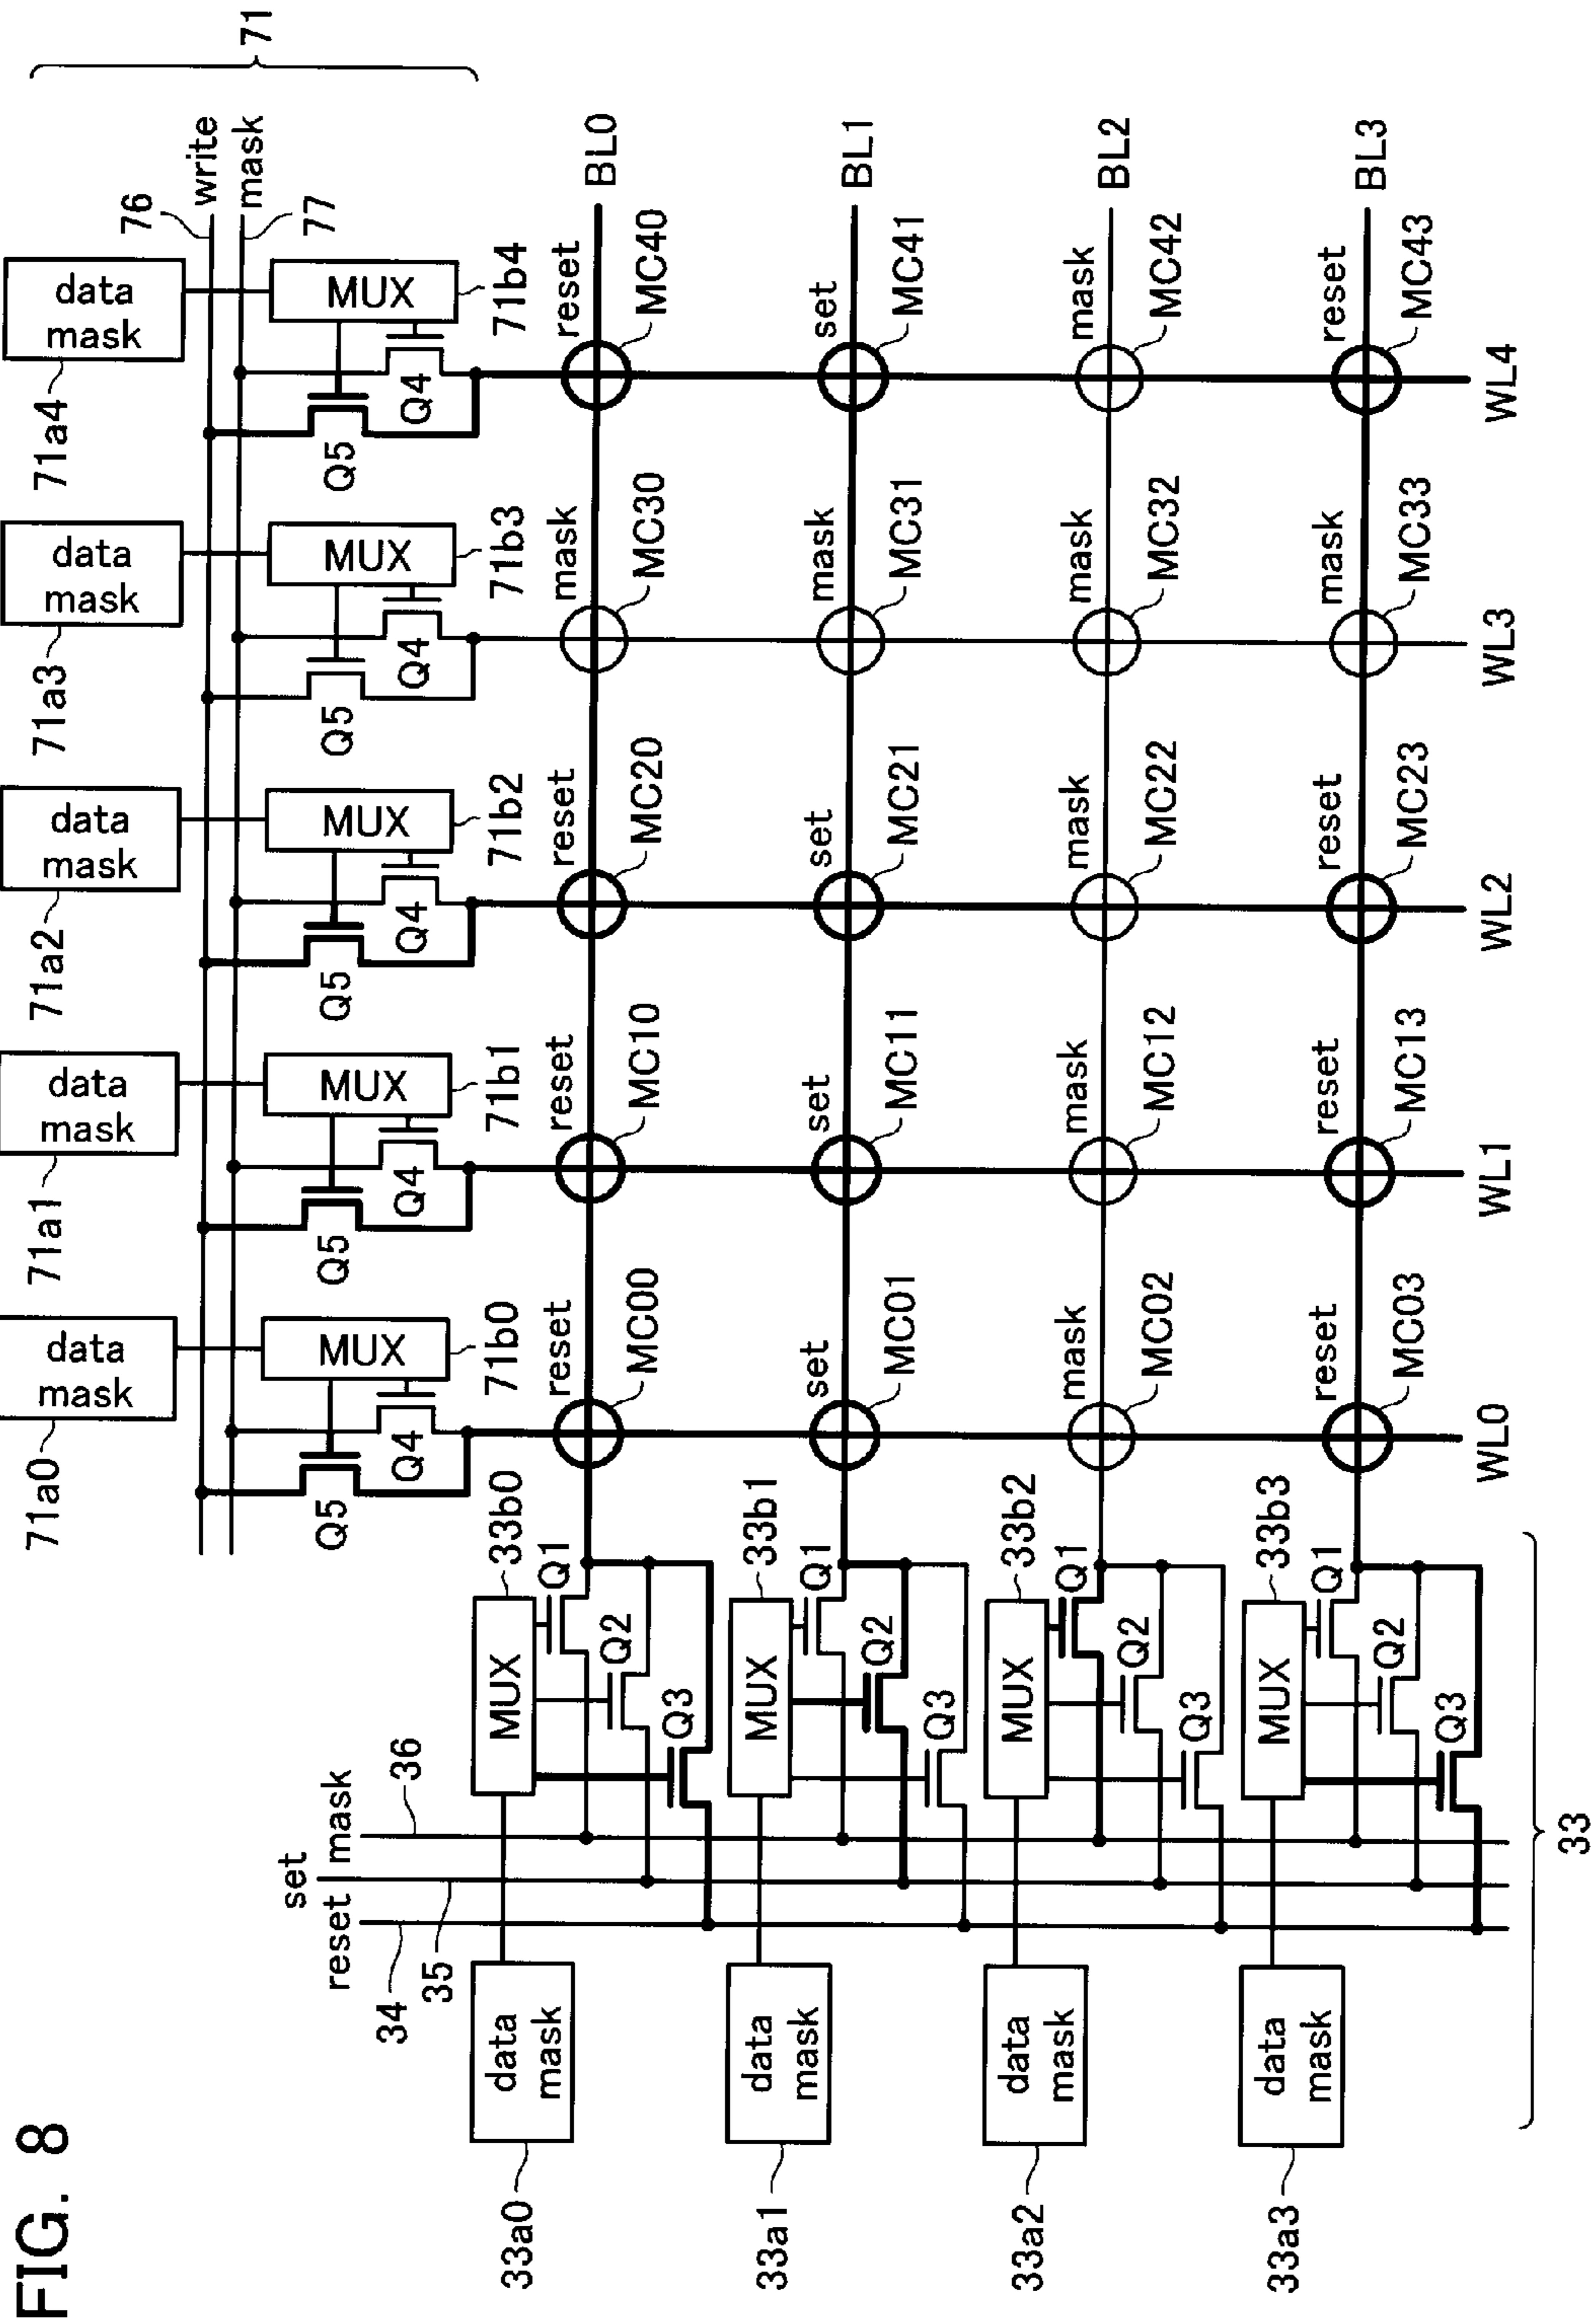 FIG. 8
71
71a0
71a1
71a2
71a3
71a4
data
mask
data
mask
data
mask
data
mask
data
mask
76
write
mask
77
MUX
MUX
MUX
MUX
MUX
Q5
Q4
Q5
Q4
Q5
Q4
Q5
Q4
Q5
Q4
71b0
71b1
71b2
71b3
71b4
set
reset
mask
34
35
36
33a0
data
mask
MUX
33b0
Q1
Q2
Q3
reset
MC00
reset
MC10
reset
MC20
mask
MC30
reset
MC40
BL0
33a1
data
mask
MUX
33b1
Q1
Q2
Q3
set
MC01
set
MC11
set
MC21
mask
MC31
set
MC41
BL1
33a2
data
mask
MUX
33b2
Q1
Q2
Q3
mask
MC02
mask
MC12
mask
MC22
mask
MC32
mask
MC42
BL2
33a3
data
mask
MUX
33b3
Q1
Q2
Q3
reset
MC03
reset
MC13
reset
MC23
mask
MC33
reset
MC43
BL3
WL0
WL1
WL2
WL3
WL4
33